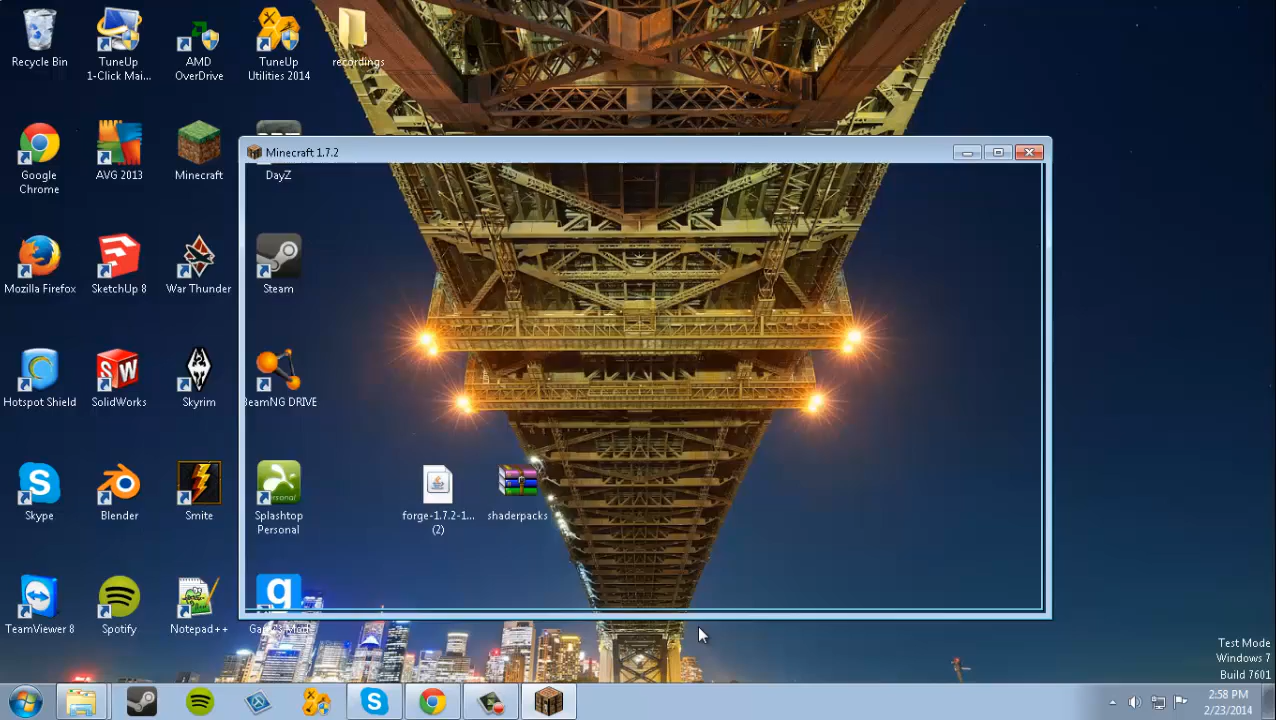 Recycle Bin
TuneUp
1-Click Mai...
AMD
OverDrive
TuneUp
Utilities 2014
recordings
Minecraft 1.7.2
Google
Chrome
AVG 2013
Minecraft
DayZ
Mozilla Firefox
SketchUp 8
War Thunder
Steam
Hotspot Shield
SolidWorks
Skyrim
BeamNG DRIVE
Skype
Blender
Smite
Splashtop
Personal
forge-1.7.2-1...
(2)
shaderpacks
TeamViewer 8
Spotify
Notepad++
Test Mode
Windows 7
Build 7601
2:58 PM
2/23/2014